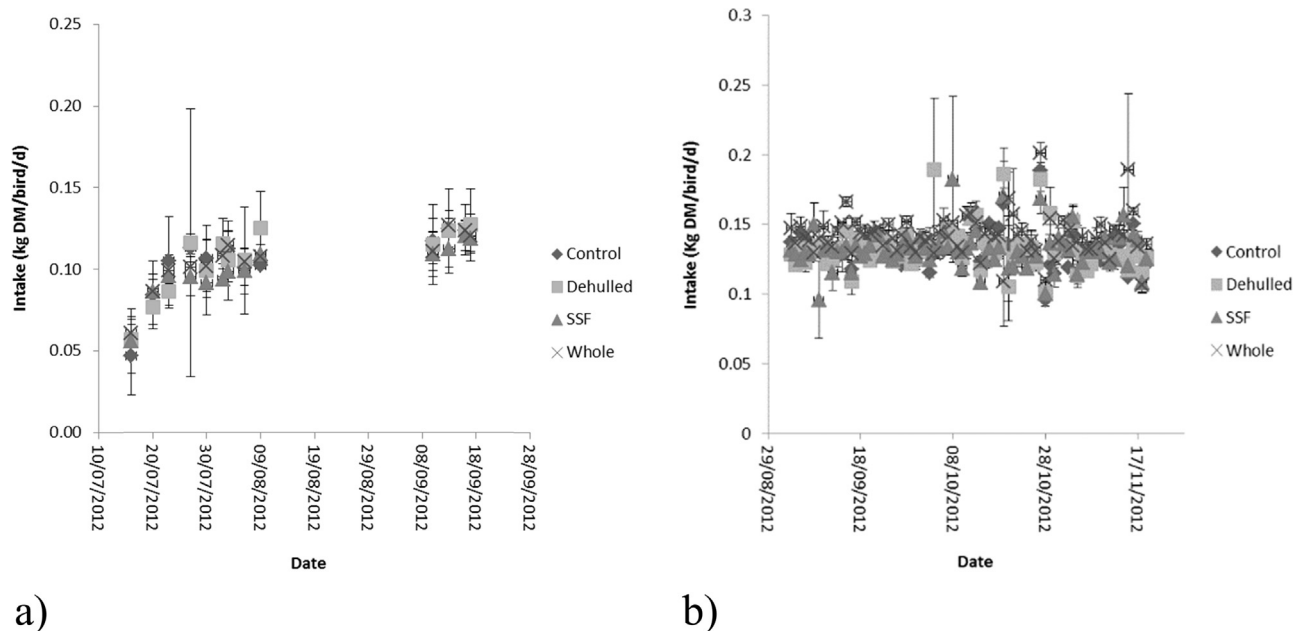 0.25
0.20
0.15
0.10
0.05
0.00
Intake (kg DM/bird/d)
10/07/2012
20/07/2012
30/07/2012
09/08/2012
19/08/2012
29/08/2012
08/09/2012
18/09/2012
28/09/2012
Date
Control
Dehulled
SSF
Whole
a)
0.3
0.25
0.2
0.15
0.1
0.05
0
Intake (kg DM/bird/d)
29/08/2012
18/09/2012
08/10/2012
28/10/2012
17/11/2012
Date
Control
Dehulled
SSF
Whole
b)